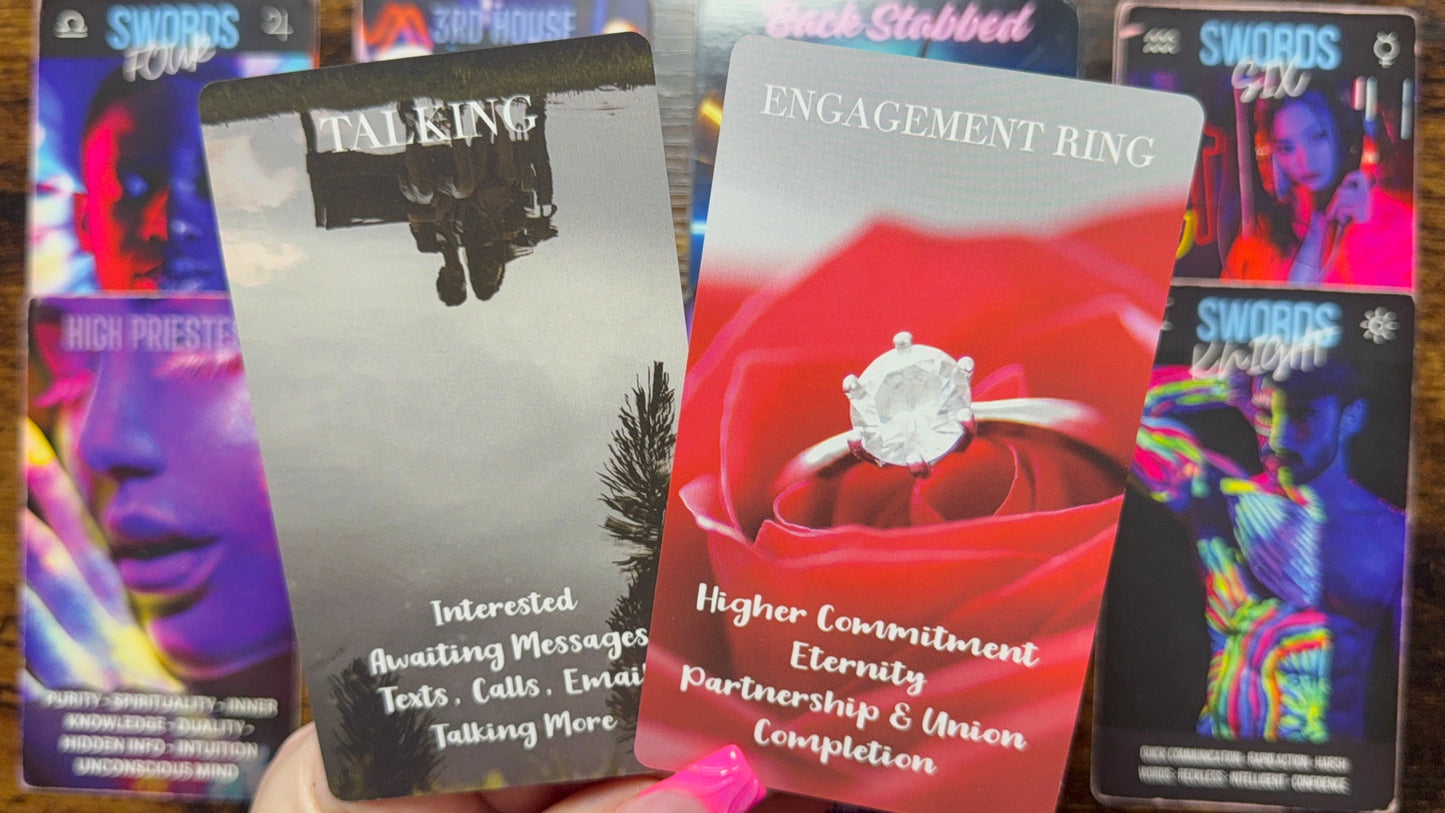 SWORDS
FOUR
3RD HOUSE
Back Stabbed
SWORDS
SIX
TALKING
ENGAGEMENT RING
HIGH PRIESTE
SWORDS
KNIGHT
Interested
Awaiting Messages
Texts, Calls, Email
Talking More
Higher Commitment
Eternity
Partnership & Union
Completion
PURITY > SPIRITUALITY > INNER
KNOWLEDGE > DUALITY >
HIDDEN INFO > INTUITION
UNCONSCIOUS MIND
QUICK COMMUNICATION - RAPID ACTION - HARSH
WORDS - RECKLESS - INTELLIGENT - CONFIDENCE